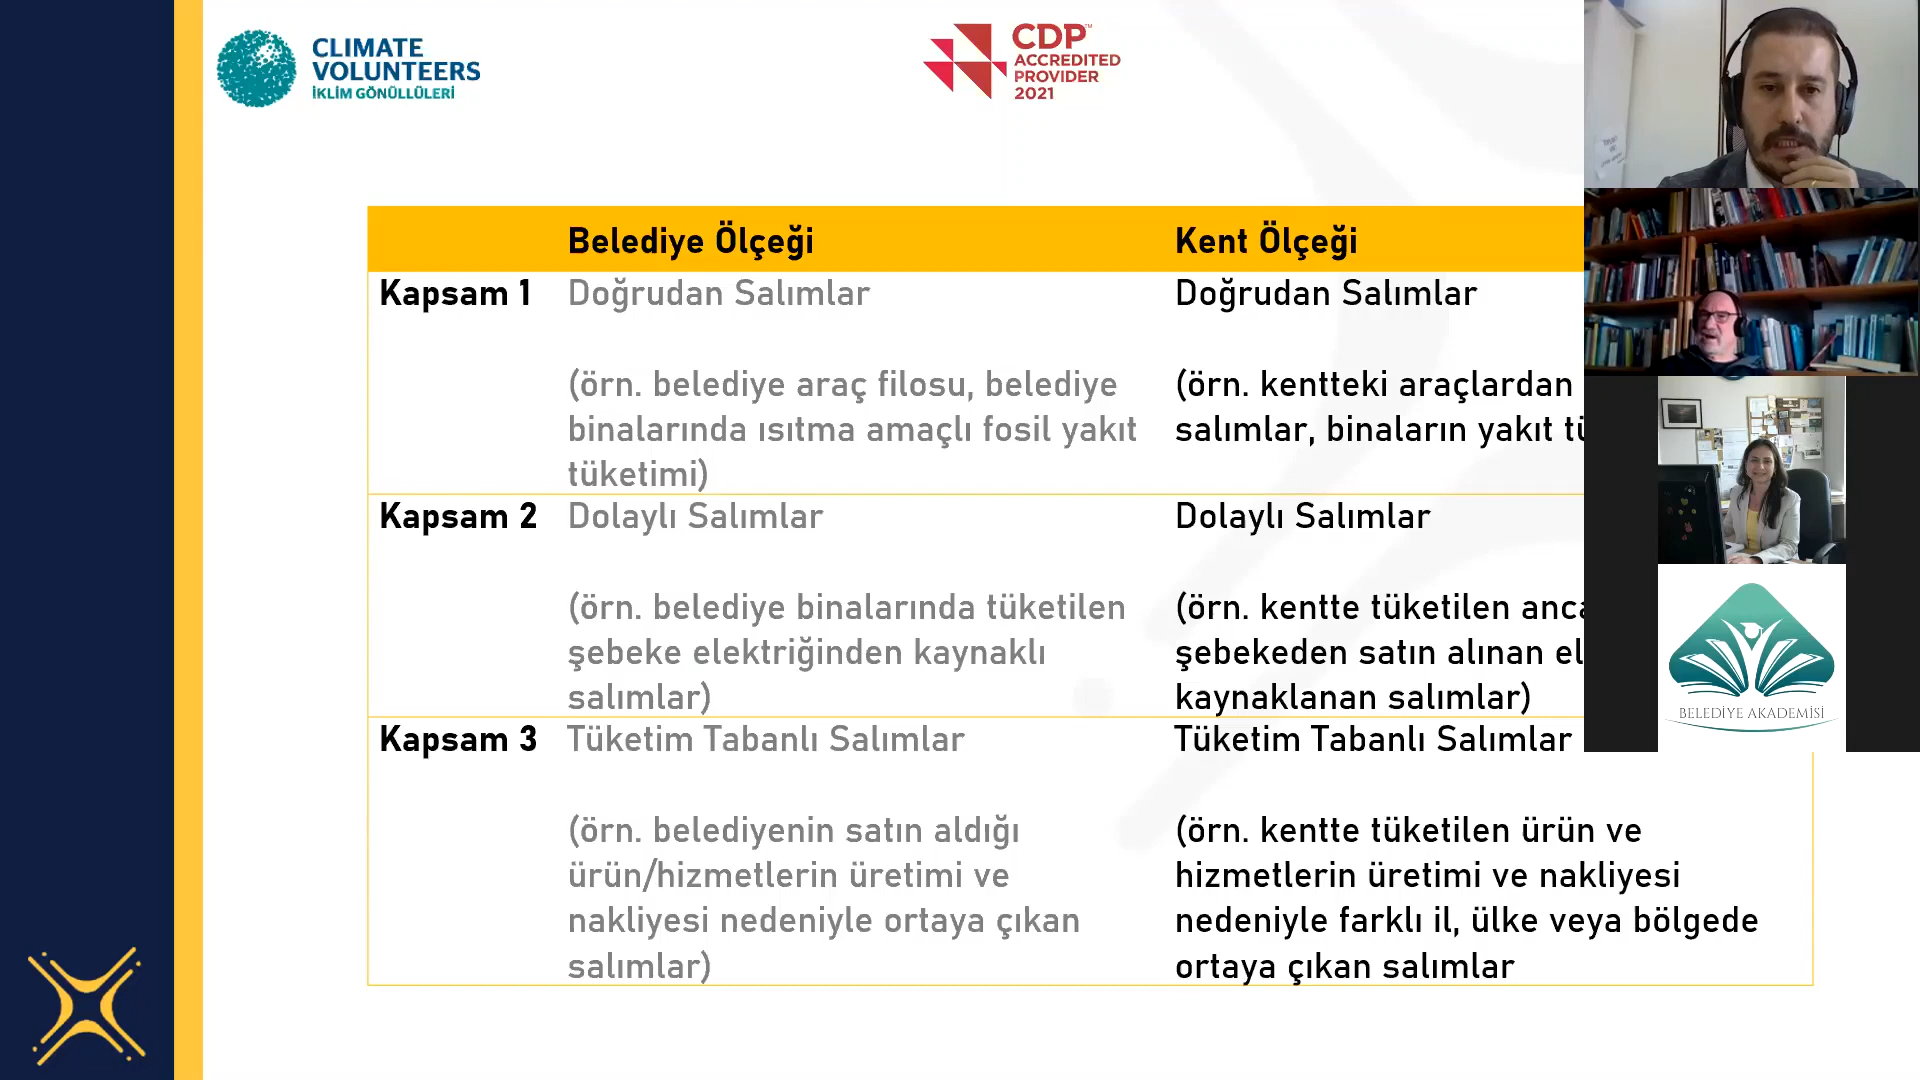 CLIMATE
VOLUNTEERS
İKLİM GÖNÜLLÜLERİ
CDP™
ACCREDITED
PROVIDER
2021
Belediye Ölçeği
Kent Ölçeği
Kapsam 1
Doğrudan Salımlar
(örn. belediye araç filosu, belediye
binalarında ısıtma amaçlı fosil yakıt
tüketimi)
Doğrudan Salımlar
(örn. kentteki araçlardan
salımlar, binaların yakıt
Kapsam 2
Dolaylı Salımlar
(örn. belediye binalarında tüketilen
şebeke elektriğinden kaynaklı
salımlar)
Dolaylı Salımlar
(örn. kentte tüketilen
şebekeden satın alınan
kaynaklanan salımlar)
Kapsam 3
Tüketim Tabanlı Salımlar
(örn. belediyenin satın aldığı
ürün/hizmetlerin üretimi ve
nakliyesi nedeniyle ortaya çıkan
salımlar)
Tüketim Tabanlı Salımlar
(örn. kentte tüketilen ürün ve
hizmetlerin üretimi ve nakliyesi
nedeniyle farklı il, ülke veya bölgede
ortaya çıkan salımlar
BELEDİYE AKADEMİSİ